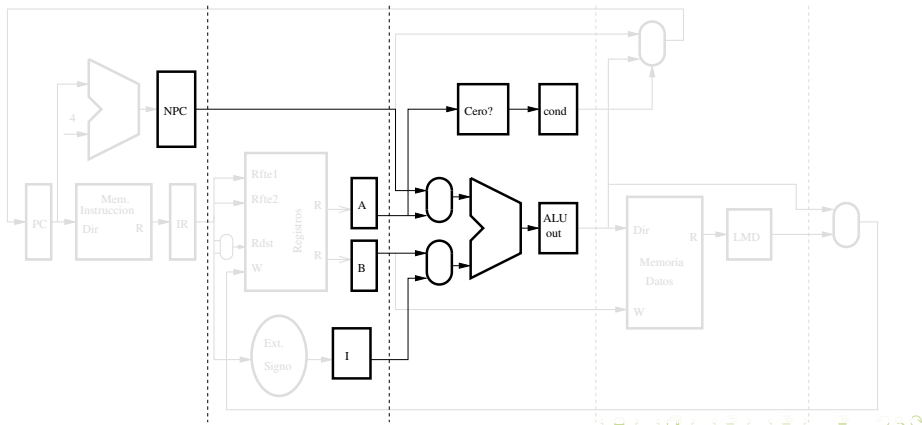 NPC
Cero?
cond
4
Rfte1
Rfte2
Rdst
W
Registros
R
R
A
B
PC
Mem.
Instruccion
Dir
R
IR
ALU
out
Dir
R
Memoria
Datos
W
LMD
Ext.
Signo
I